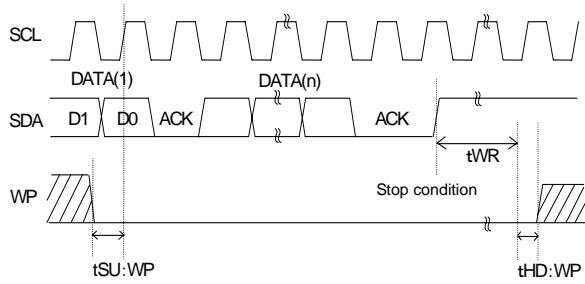 SCL
DATA(1)
DATA(n)
SDA
D1
D0
ACK
ACK
tWR
Stop condition
WP
tSU:WP
tHD:WP